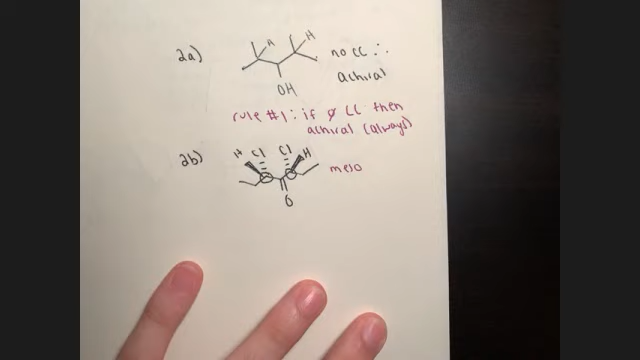 2a) H H no CC ∴
OH achiral
rule #1: if ∅ CC then
achiral (always)
2b) H Cl Cl H meso
O